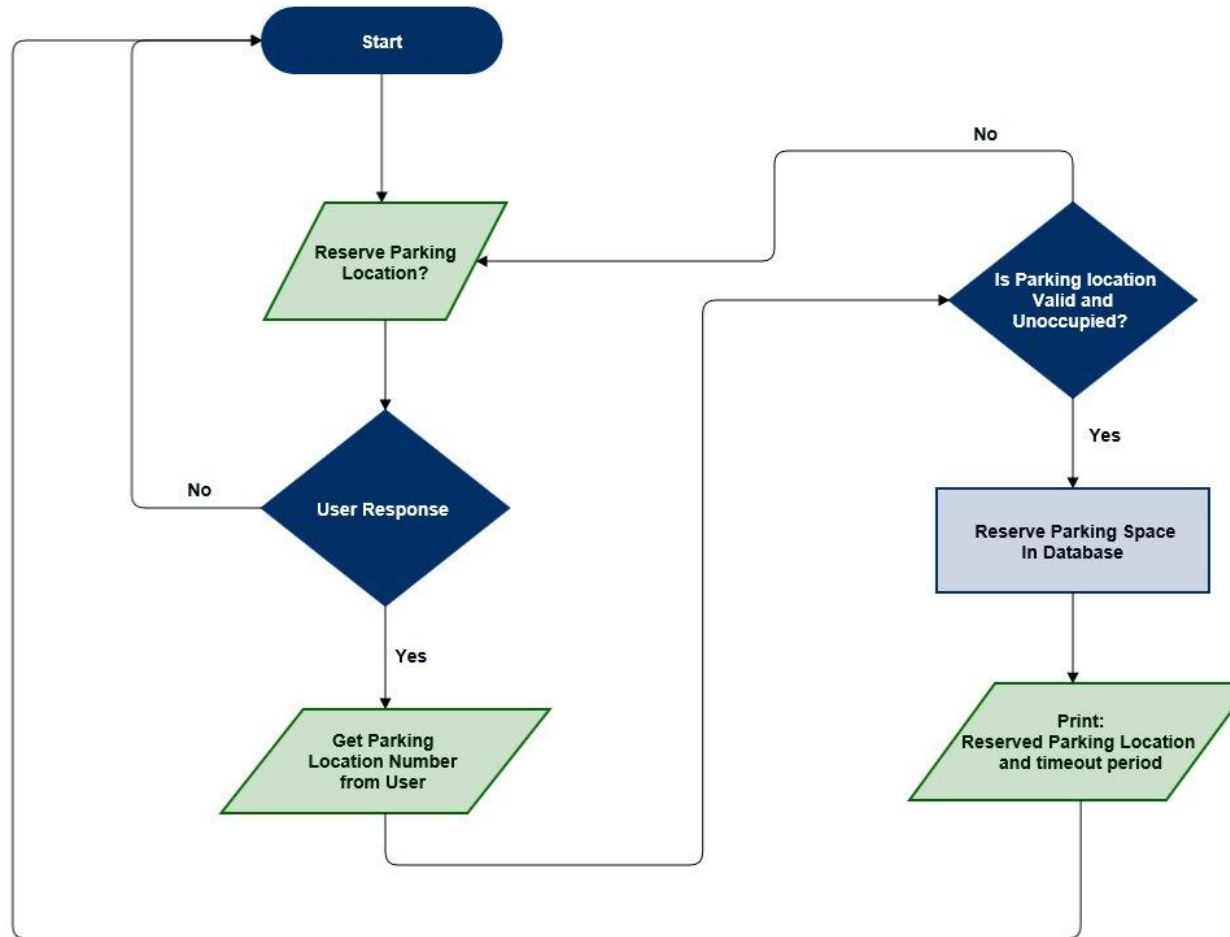 Start
No
Reserve Parking
Location?
Is Parking location
Valid and
Unoccupied?
Yes
No
User Response
Reserve Parking Space
In Database
Yes
Get Parking
Location Number
from User
Print:
Reserved Parking Location
and timeout period